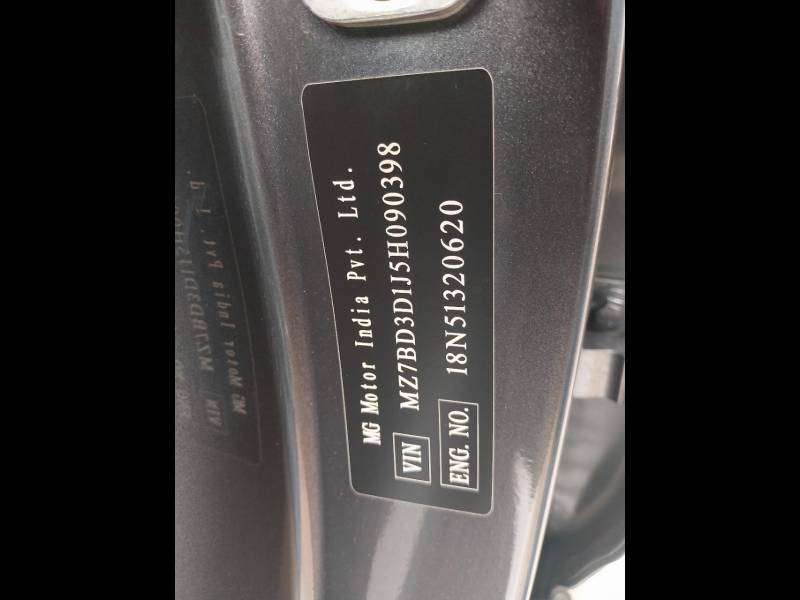 MG Motor India Pvt. Ltd.
VIN MZ7BD3D1J5H090398
ENG. NO. 18N51320620